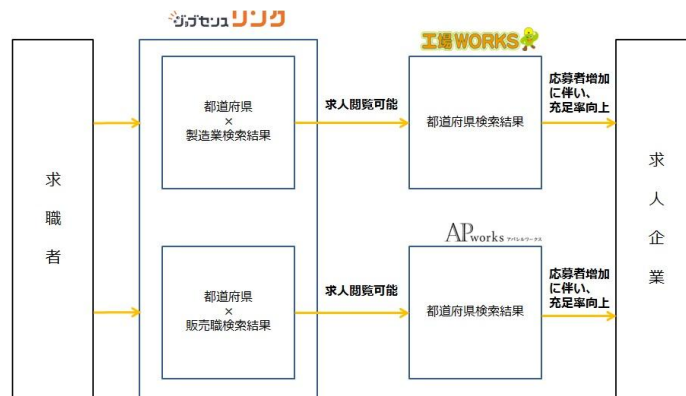 ジョブセンスリンク
工場WORKS
求職者
都道府県
×
製造業検索結果
求人閲覧可能
都道府県検索結果
応募者増加
に伴い、
充足率向上
求人企業
APworks アパレルワークス
都道府県
×
販売職検索結果
求人閲覧可能
都道府県検索結果
応募者増加
に伴い、
充足率向上